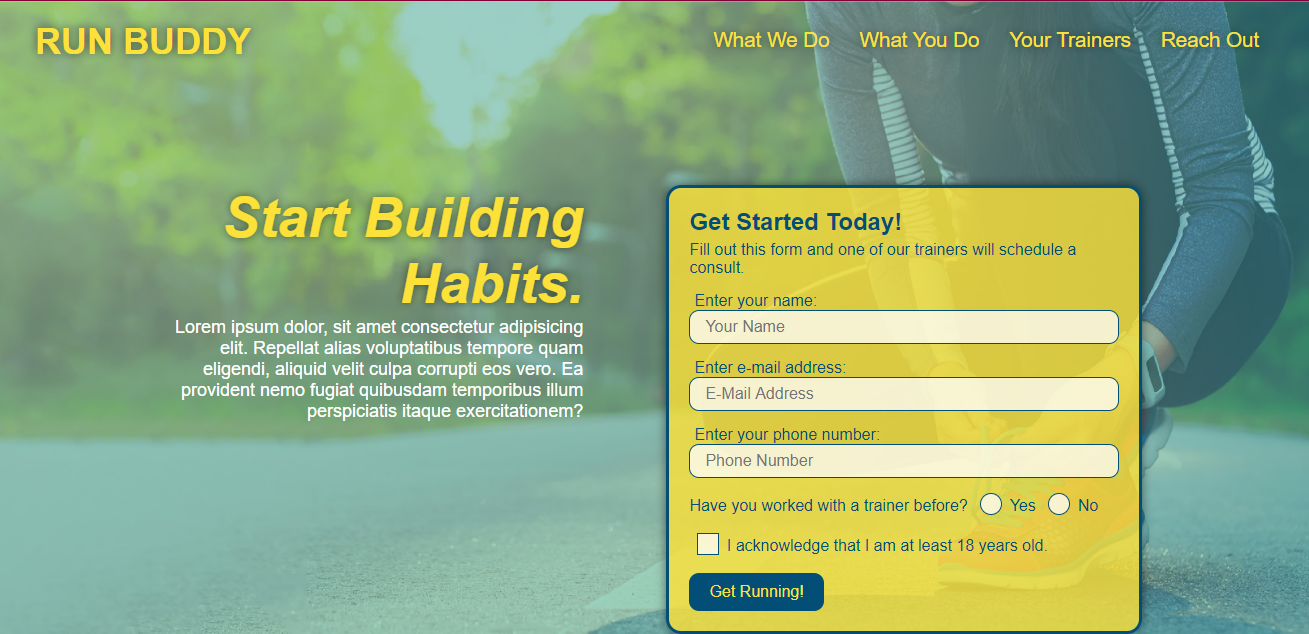 RUN BUDDY
What We Do What You Do Your Trainers Reach Out
Start Building
Habits.
Lorem ipsum dolor, sit amet consectetur adipisicing
elit. Repellat alias voluptatibus tempore quam
eligendi, aliquid velit culpa corrupti eos vero. Ea
provident nemo fugiat quibusdam temporibus illum
perspiciatis itaque exercitationem?
Get Started Today!
Fill out this form and one of our trainers will schedule a
consult.
Enter your name:
Your Name
Enter e-mail address:
E-Mail Address
Enter your phone number:
Phone Number
Have you worked with a trainer before? Yes No
I acknowledge that I am at least 18 years old.
Get Running!